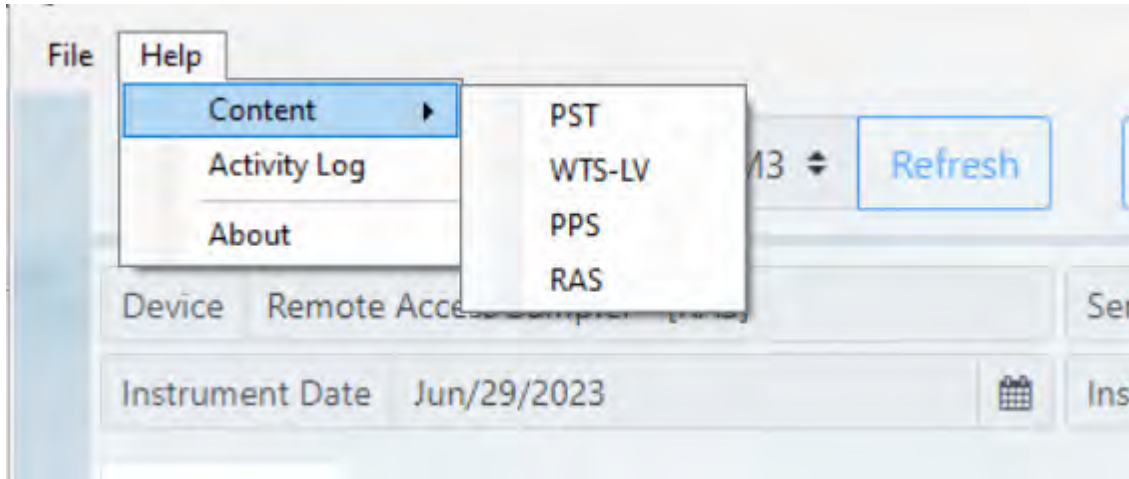 File Help
Content PST
Activity Log WTS-LV
M3 Refresh
About PPS
RAS
Device Remote Access
Instrument Date Jun/29/2023